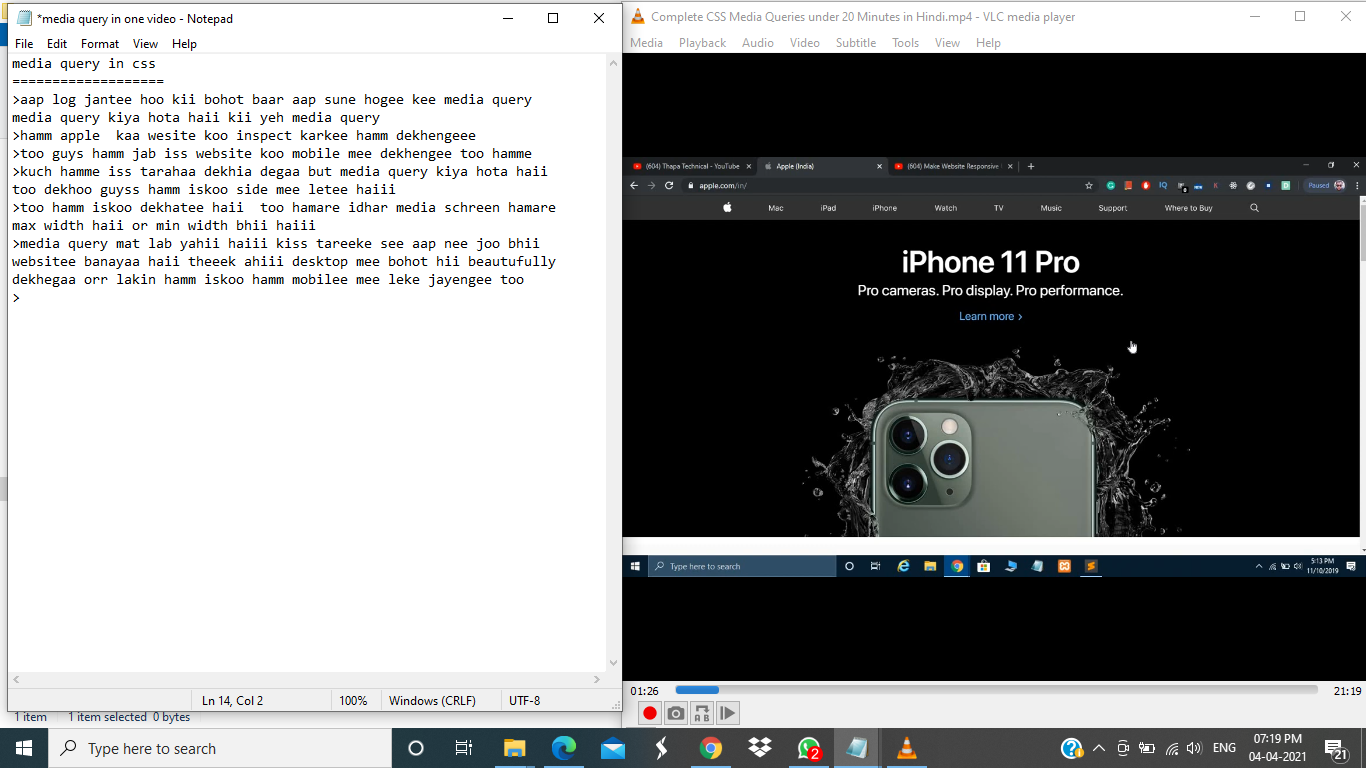 *media query in one video - Notepad
File Edit Format View Help
media query in css
===================
>aap log jantee hoo kii bohot baar aap sune hogee kee media query
media query kiya hota haii kii yeh media query
>hamm apple  kaa wesite koo inspect karkee hamm dekhengeee
>too guys hamm jab iss website koo mobile mee dekhengee too hamme
>kuch hamme iss tarahaa dekhia degaa but media query kiya hota haii
too dekhoo guyss hamm iskoo side mee letee haiii
>too hamm iskoo dekhatee haii  too hamare idhar media schreen hamare
max width haii or min width bhii haiii
>media query mat lab yahii haiii kiss tareeke see aap nee joo bhii
websitee banayaa haii theeek ahiii desktop mee bohot hii beautufully
dekhegaa orr lakin hamm iskoo hamm mobilee mee leke jayengee too
>
Ln 14, Col 2 100% Windows (CRLF) UTF-8
1 item 1 item selected 0 bytes
Complete CSS Media Queries under 20 Minutes in Hindi.mp4 - VLC media player
Media Playback Audio Video Subtitle Tools View Help
(604) Thapa Technical - YouTube Apple (India) (604) Make Website Responsive
apple.com/in/ Paused
Mac iPad iPhone Watch TV Music Support Where to Buy
iPhone 11 Pro
Pro cameras. Pro display. Pro performance.
Learn more >
Type here to search
5:13 PM
11/10/2019
01:26 21:19
Type here to search
ENG
07:19 PM
04-04-2021
21
2